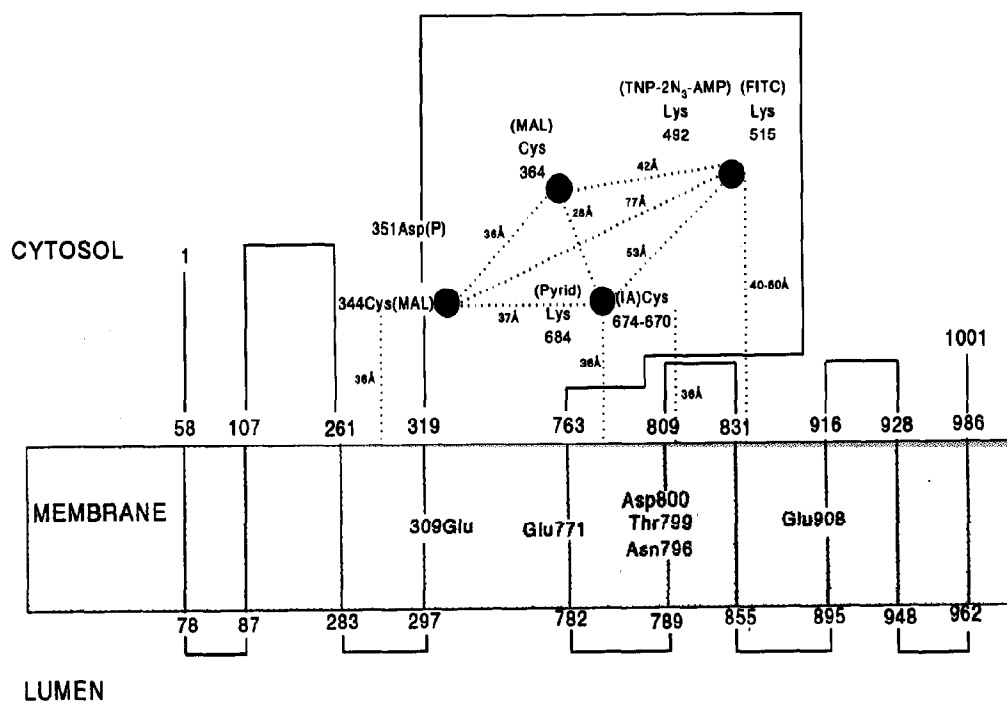 (TNP-2N3-AMP) (FITC)
Lys Lys
492 515
(MAL)
Cys
364
42Å
77Å
28Å
36Å
351Asp(P)
53Å
CYTOSOL
1
40-60Å
344Cys(MAL)
37Å
(Pyrid)
Lys
684
(IA)Cys
674-670
36Å
36Å
36Å
1001
58 107 261 319 763 809 831 916 928 986
MEMBRANE
309Glu
Glu771
Asp800
Thr799
Asn796
Glu908
78 87 283 297 782 789 855 895 948 962
LUMEN